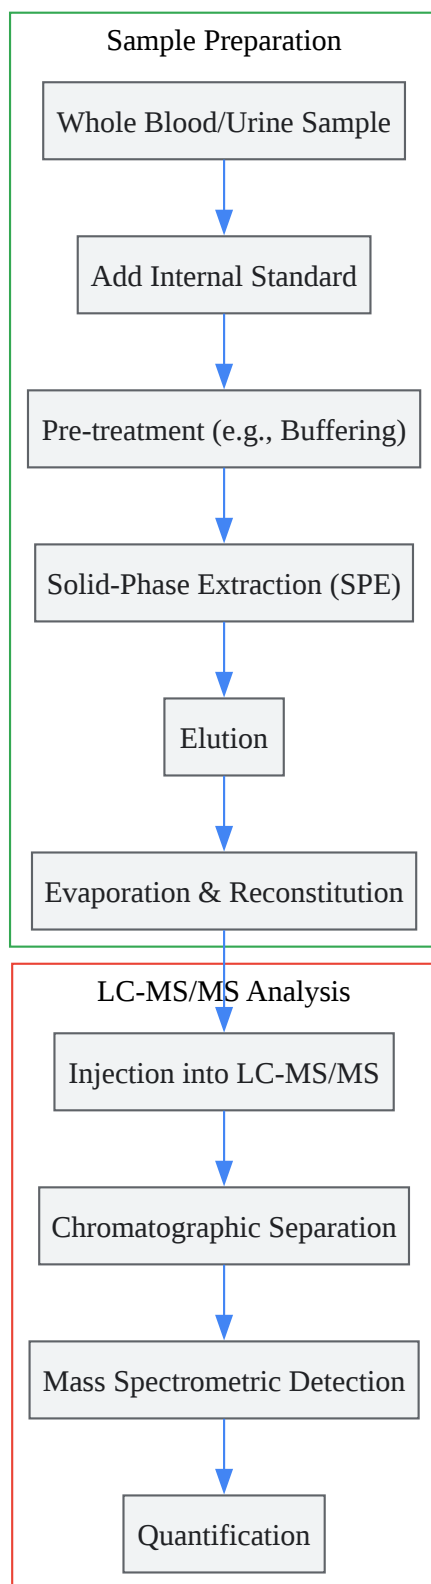 Sample Preparation
Whole Blood/Urine Sample
Add Internal Standard
Pre-treatment (e.g., Buffering)
Solid-Phase Extraction (SPE)
Elution
Evaporation & Reconstitution
LC-MS/MS Analysis
Injection into LC-MS/MS
Chromatographic Separation
Mass Spectrometric Detection
Quantification